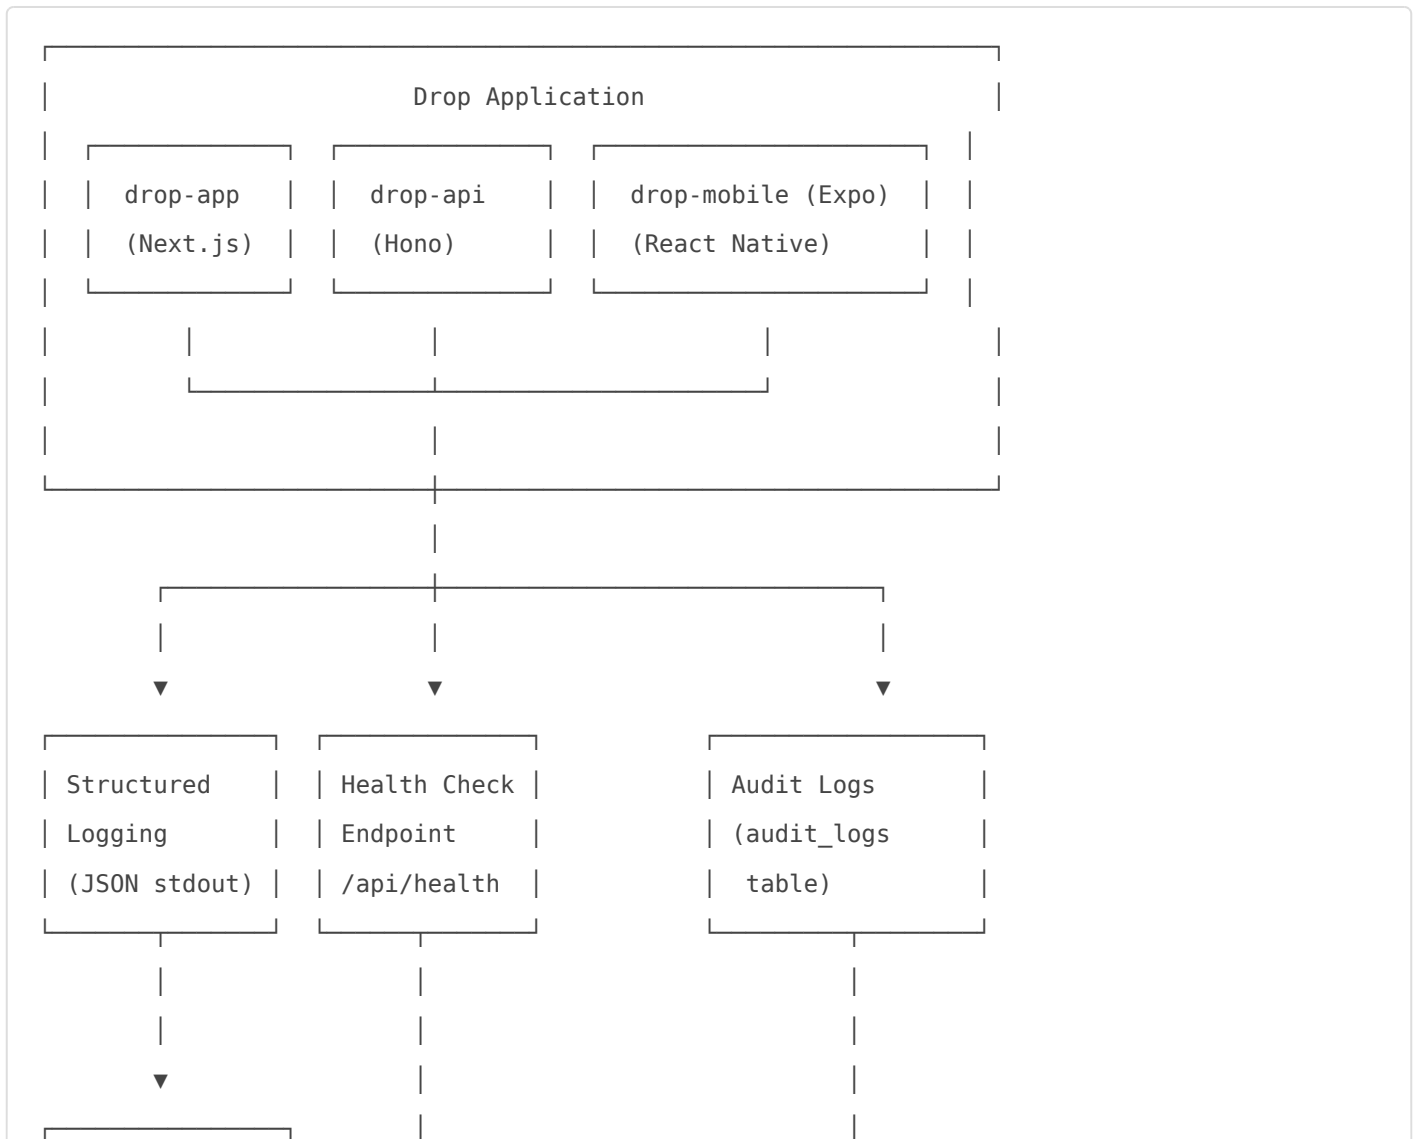 Drop Application
drop-app drop-api drop-mobile (Expo)
(Next.js) (Hono) (React Native)
Structured Health Check Audit Logs
Logging Endpoint (audit_logs
(JSON stdout) /api/health table)